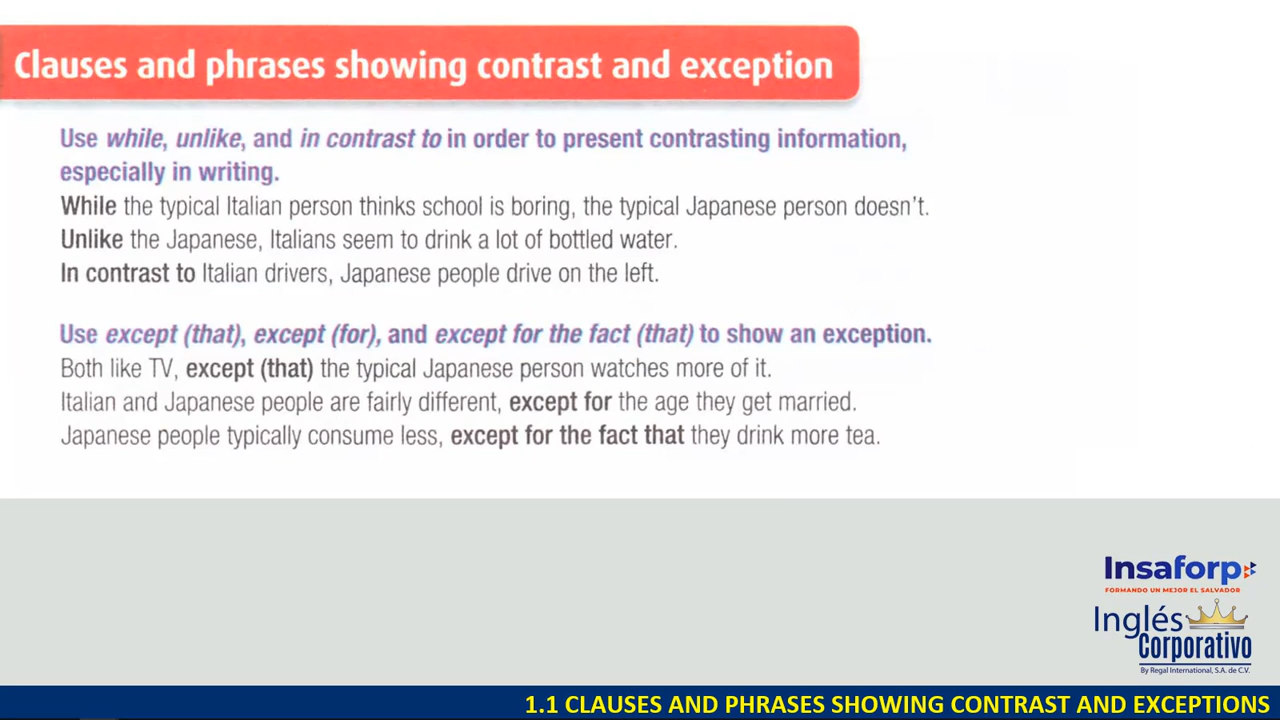 Clauses and phrases showing contrast and exception
Use while, unlike, and in contrast to in order to present contrasting information,
especially in writing.
While the typical Italian person thinks school is boring, the typical Japanese person doesn't.
Unlike the Japanese, Italians seem to drink a lot of bottled water.
In contrast to Italian drivers, Japanese people drive on the left.
Use except (that), except (for), and except for the fact (that) to show an exception.
Both like TV, except (that) the typical Japanese person watches more of it.
Italian and Japanese people are fairly different, except for the age they get married.
Japanese people typically consume less, except for the fact that they drink more tea.
Insaforp
FORMANDO UN MEJOR EL SALVADOR
Inglés
Corporativo
By Regal International, S.A. de C.V.
1.1 CLAUSES AND PHRASES SHOWING CONTRAST AND EXCEPTIONS